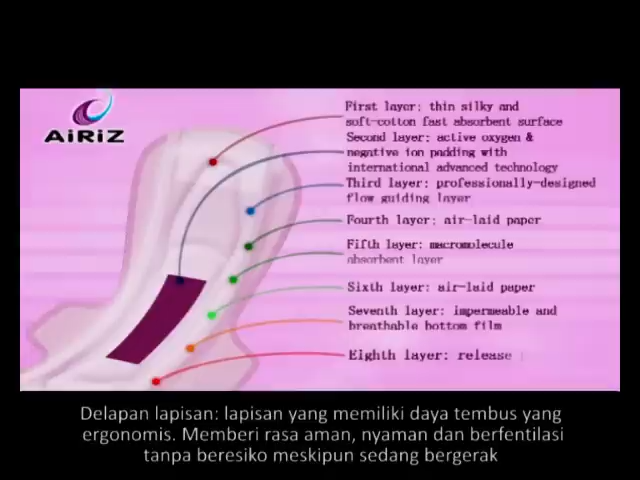 AiRiZ
First layer: thin silky and
soft-cotton fast absorbent surface
Second layer: active oxygen &
negative ion padding with
international advanced technology
Third layer: professionally-designed
flow guiding layer
Fourth layer: air-laid paper
Fifth layer: macromolecule
absorbent layer
Sixth layer: air-laid paper
Seventh layer: impermeable and
breathable bottom film
Eighth layer: release
Delapan lapisan: lapisan yang memiliki daya tembus yang
ergonomis. Memberi rasa aman, nyaman dan berfentilasi
tanpa beresiko meskipun sedang bergerak